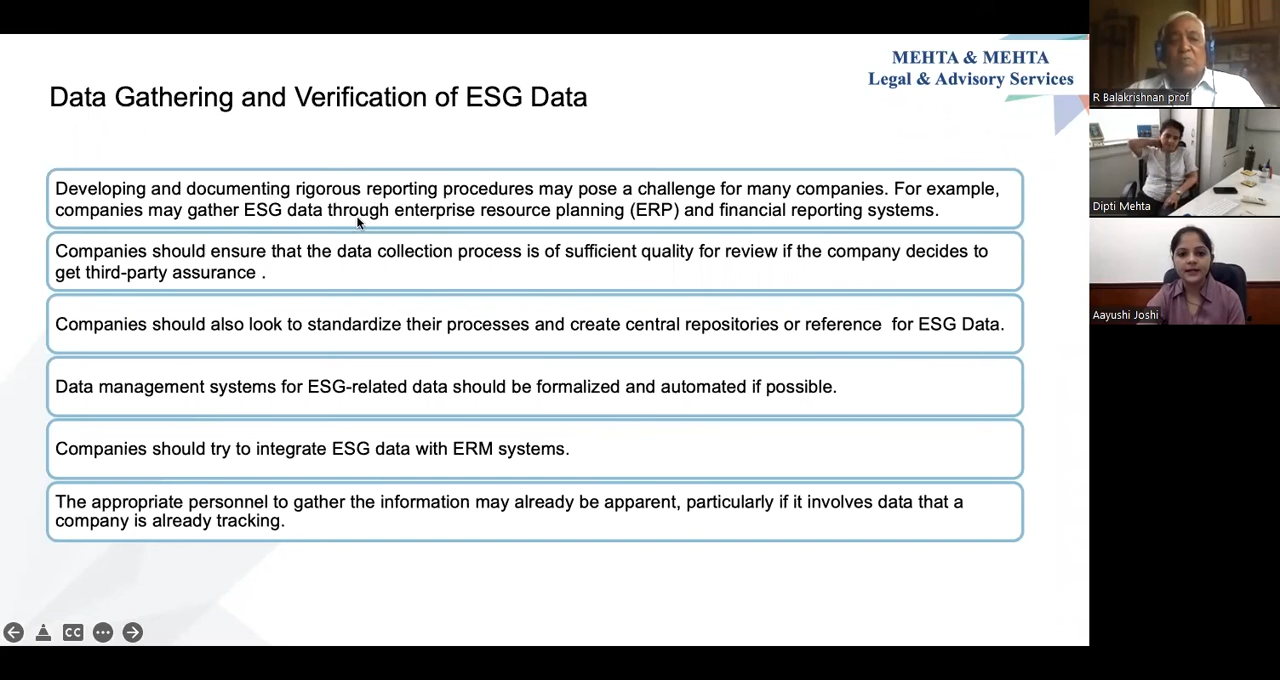 MEHTA & MEHTA
Legal & Advisory Services
Data Gathering and Verification of ESG Data
Developing and documenting rigorous reporting procedures may pose a challenge for many companies. For example,
companies may gather ESG data through enterprise resource planning (ERP) and financial reporting systems.
Companies should ensure that the data collection process is of sufficient quality for review if the company decides to
get third-party assurance .
Companies should also look to standardize their processes and create central repositories or reference  for ESG Data.
Data management systems for ESG-related data should be formalized and automated if possible.
Companies should try to integrate ESG data with ERM systems.
The appropriate personnel to gather the information may already be apparent, particularly if it involves data that a
company is already tracking.
CC
R Balakrishnan prof
Dipti Mehta
Aayushi Joshi